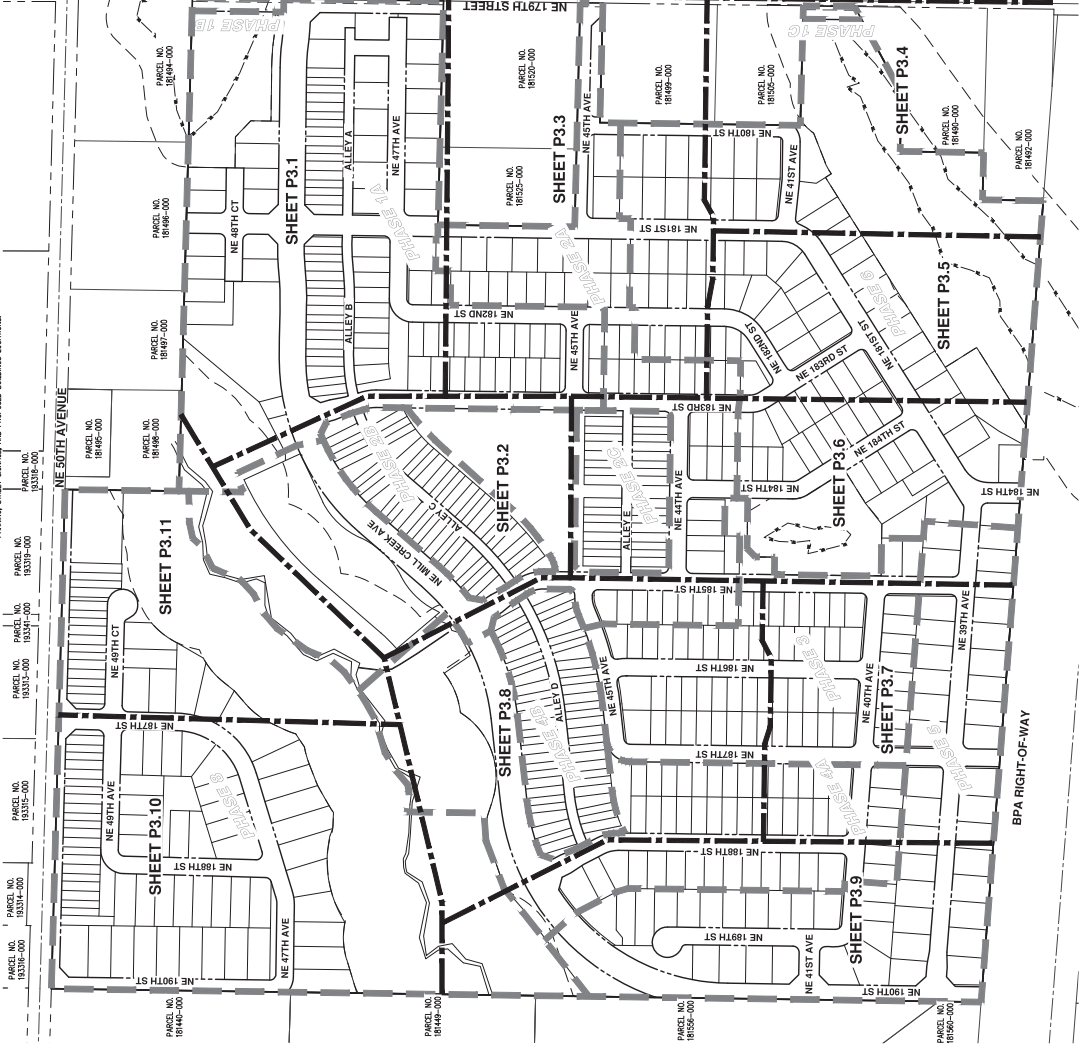 NE 179TH STREET
PHASE 1B
PHASE 1C
SHEET P3.4
PARCEL NO.
181494-000
PARCEL NO.
181520-000
PARCEL NO.
181499-000
PARCEL NO.
181505-000
PARCEL NO.
181490-000
PARCEL NO.
181492-000
ALLEY A
NE 47TH AVE
SHEET P3.3
NE 45TH AVE
NE 180TH ST
NE 41ST AVE
SHEET P3.1
PARCEL NO.
181525-000
PARCEL NO.
181496-000
NE 48TH CT
PHASE 1A
PHASE 2A
NE 181ST ST
SHEET P3.5
PHASE 6
NE 181ST ST
PARCEL NO.
181497-000
ALLEY B
NE 182ND ST
NE 45TH AVE
NE 182ND ST
NE 183RD ST
NE 50TH AVENUE
PARCEL NO.
181495-000
PARCEL NO.
181498-000
NE 183RD ST
NE 184TH ST
PARCEL NO.
193318-000
PHASE 2B
SHEET P3.2
PHASE 2C
SHEET P3.6
NE 184TH ST
NE 184TH ST
ALLEY C
NE MILL CREEK AVE
ALLEY E
NE 44TH AVE
PARCEL NO.
193319-000
SHEET P3.11
NE 185TH ST
PARCEL NO.
193341-000
PARCEL NO.
193313-000
NE 49TH CT
NE 39TH AVE
NE 186TH ST
PHASE 3
NE 40TH AVE
SHEET P3.7
SHEET P3.8
ALLEY D
PHASE 4B
NE 45TH AVE
NE 187TH ST
NE 187TH ST
PHASE 4A
PHASE 5
BPA RIGHT-OF-WAY
PARCEL NO.
193315-000
NE 49TH AVE
SHEET P3.10
PHASE 8
NE 188TH ST
NE 188TH ST
PARCEL NO.
193314-000
SHEET P3.9
PARCEL NO.
193316-000
NE 47TH AVE
NE 189TH ST
NE 41ST AVE
NE 190TH ST
NE 190TH ST
PARCEL NO.
181440-000
PARCEL NO.
181449-000
PARCEL NO.
181556-000
PARCEL NO.
181560-000